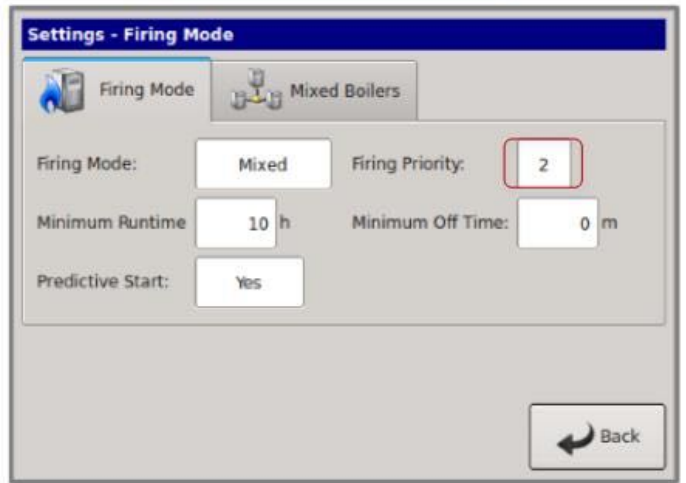 Settings - Firing Mode
Firing Mode
Mixed Boilers
Firing Mode: Mixed Firing Priority: 2
Minimum Runtime 10 h Minimum Off Time: 0 m
Predictive Start: Yes
Back